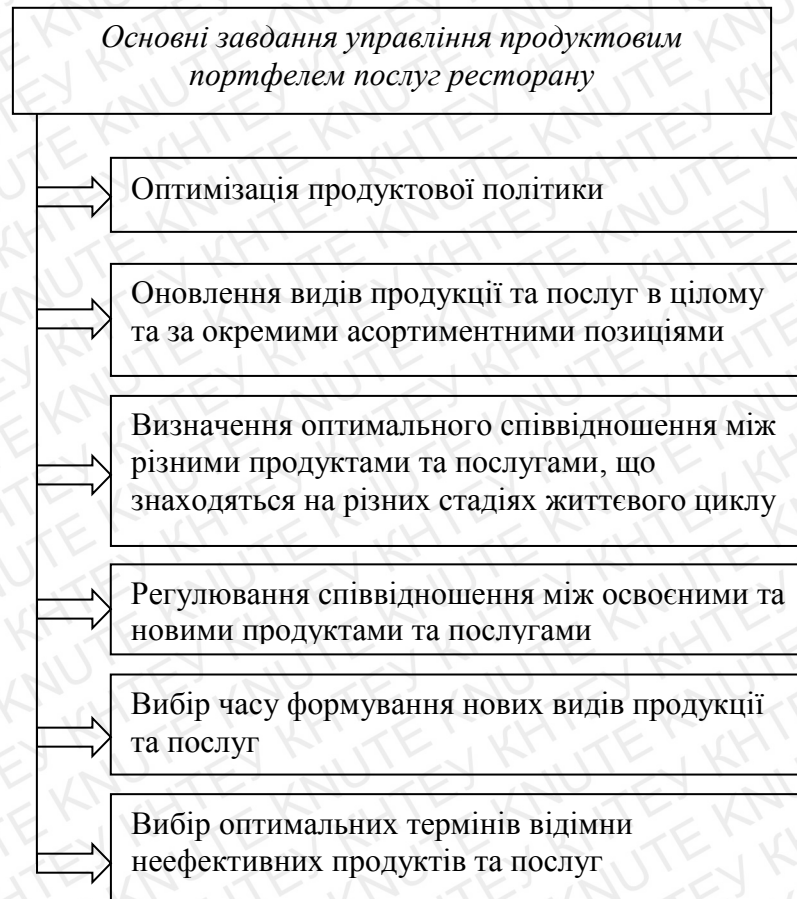 Основні завдання управління продуктовим
портфелем послуг ресторану
Оптимізація продуктової політики
Оновлення видів продукції та послуг в цілому
та за окремими асортиментними позиціями
Визначення оптимального співвідношення між
різними продуктами та послугами, що
знаходяться на різних стадіях життєвого циклу
Регулювання співвідношення між освоєними та
новими продуктами та послугами
Вибір часу формування нових видів продукції
та послуг
Вибір оптимальних термінів відімни
неефективних продуктів та послуг